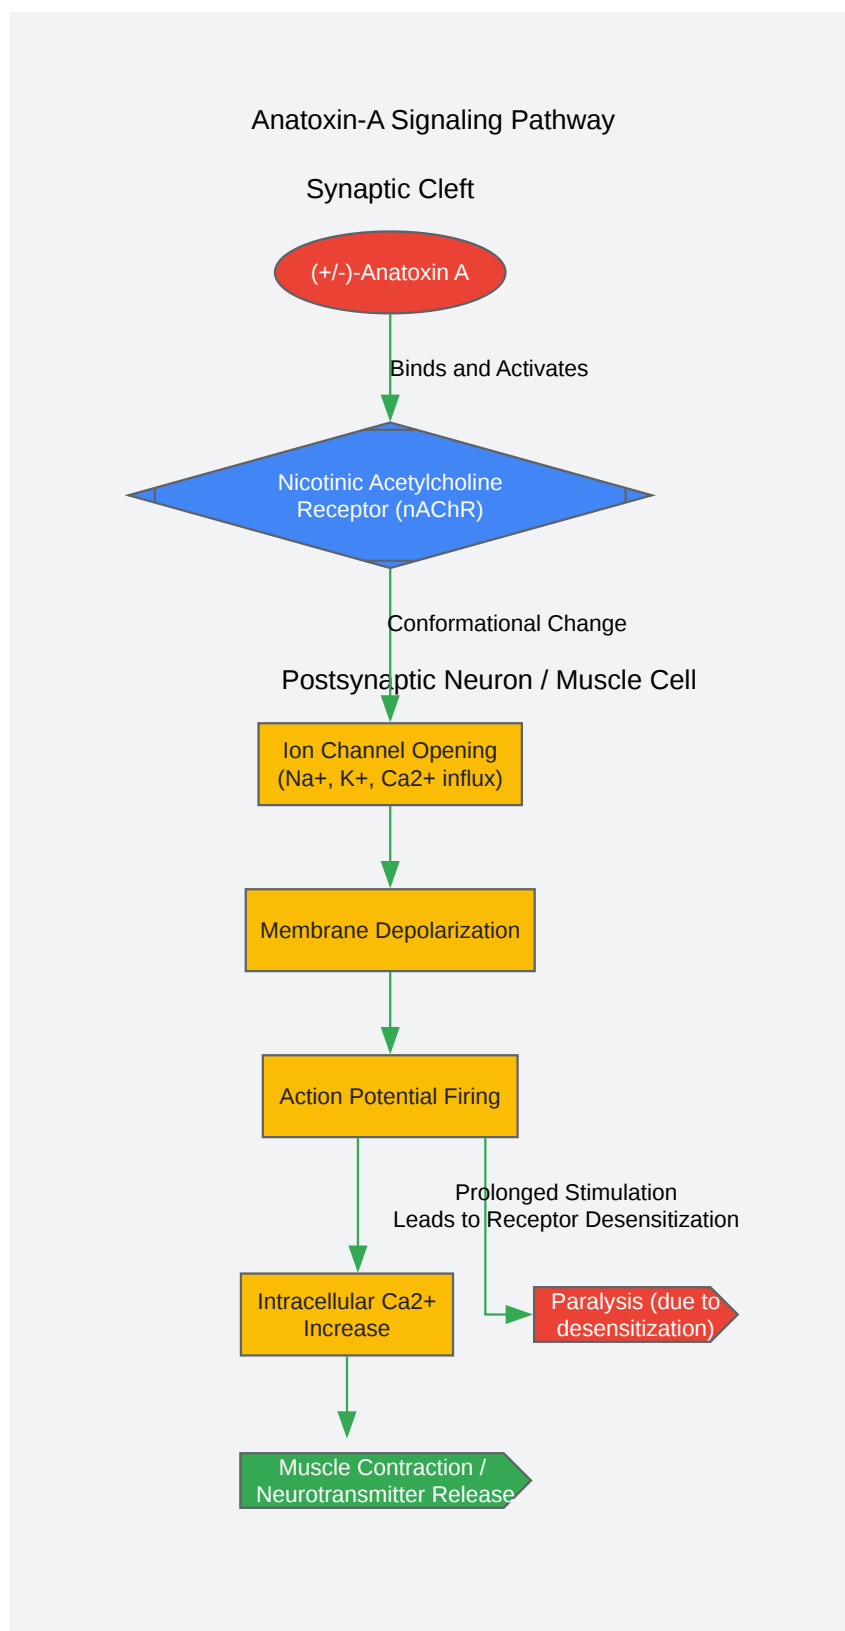 Anatoxin-A Signaling Pathway
Synaptic Cleft
(+/-)-Anatoxin A
Binds and Activates
Nicotinic Acetylcholine
Receptor (nAChR)
Conformational Change
Postsynaptic Neuron / Muscle Cell
Ion Channel Opening
(Na+, K+, Ca2+ influx)
Membrane Depolarization
Action Potential Firing
Prolonged Stimulation
Leads to Receptor Desensitization
Intracellular Ca2+
Increase
Paralysis (due to
desensitization)
Muscle Contraction /
Neurotransmitter Release